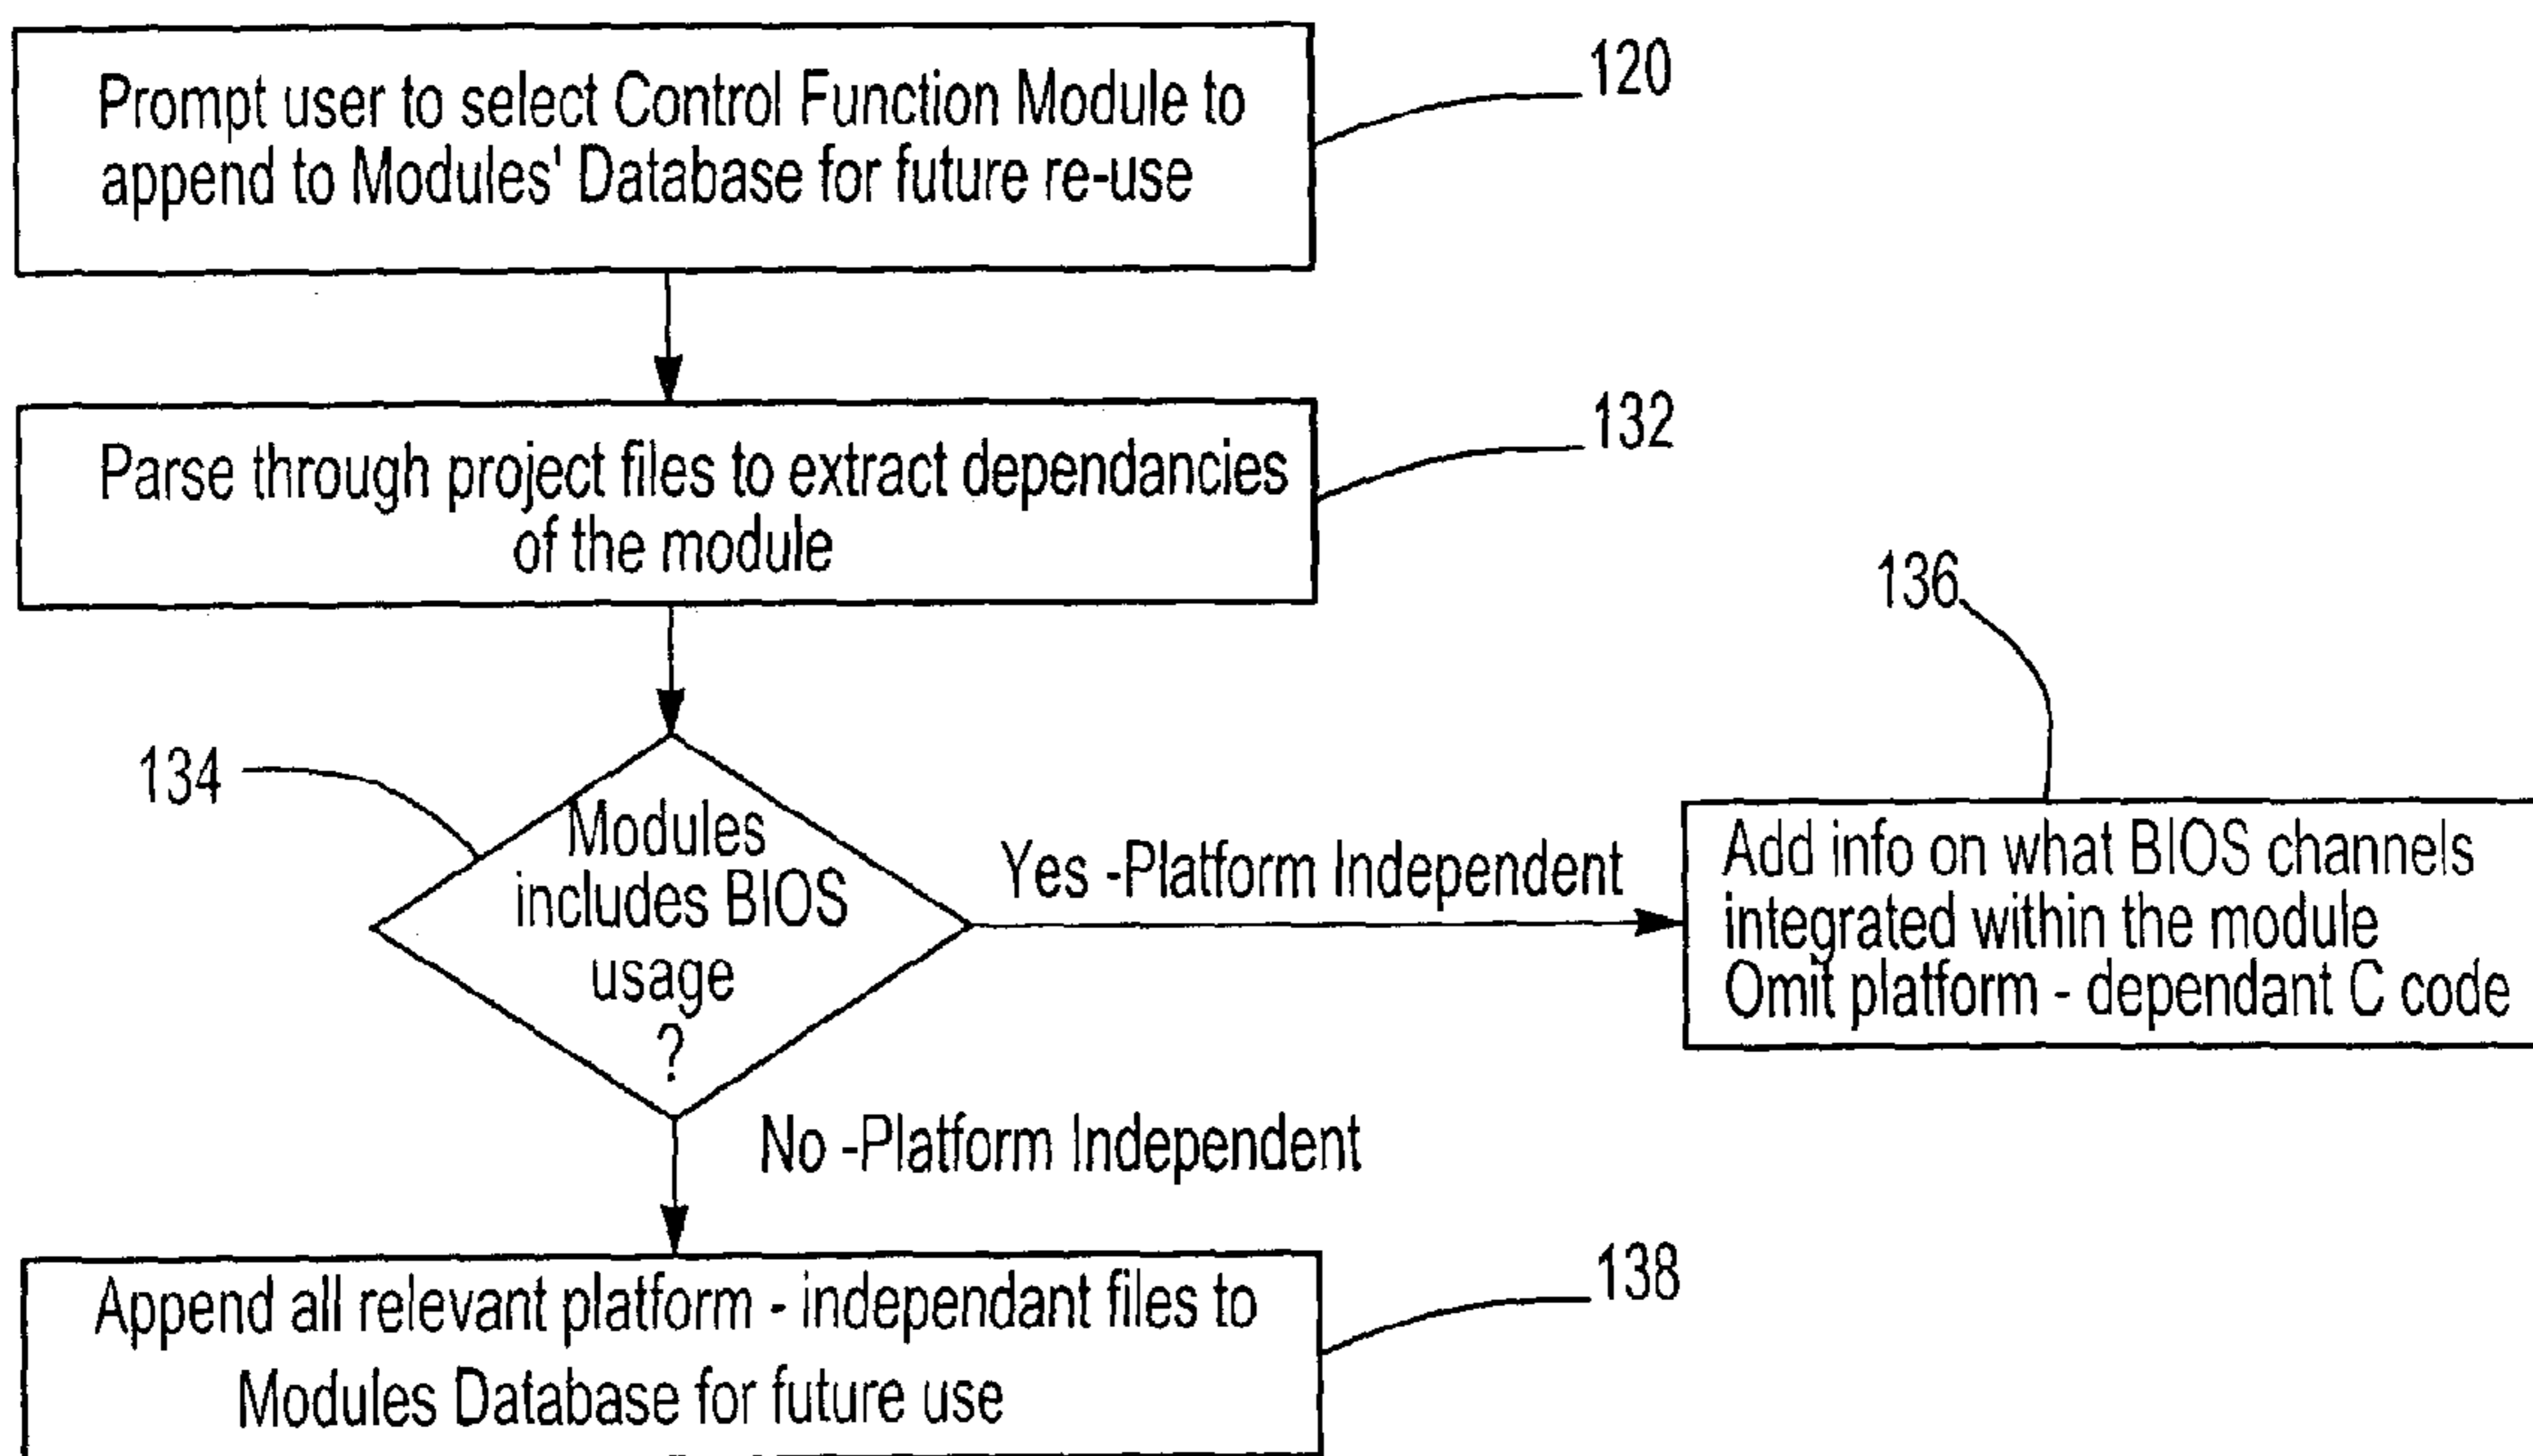 Prompt user to select Control Function Module to
append to Modules' Database for future re-use
120
Parse through project files to extract dependancies
of the module
132
134
Modules
includes BIOS
usage
?
Yes -Platform Independent
136
Add info on what BIOS channels
integrated within the module
Omit platform - dependant C code
No -Platform Independent
Append all relevant platform - independant files to
Modules Database for future use
138